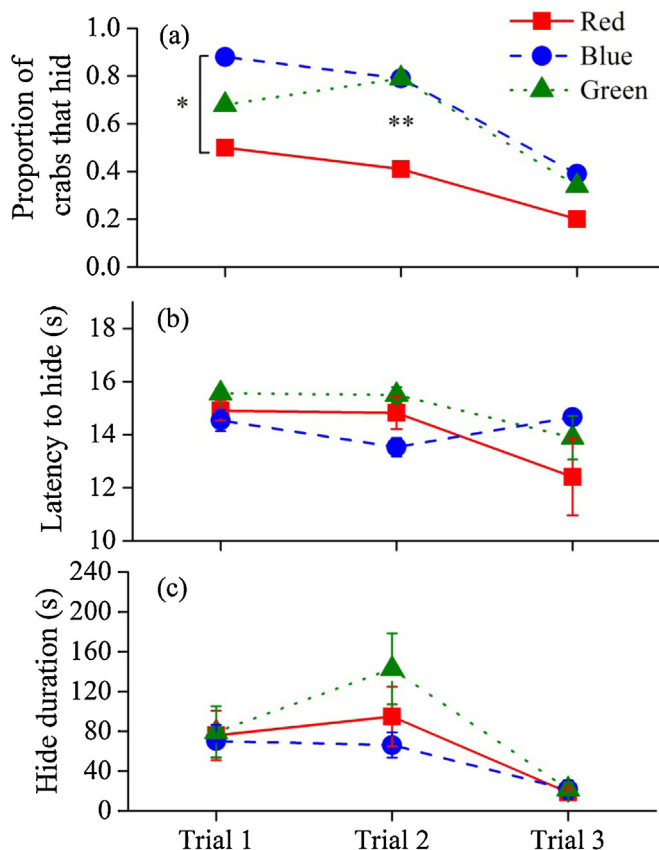 (a)
Red
Blue
Green
Proportion of
crabs that hid
1.0
0.8
0.6
0.4
0.2
0.0
*
**
(b)
Latency to hide (s)
18
16
14
12
10
(c)
Hide duration (s)
240
200
160
120
80
40
0
Trial 1 Trial 2 Trial 3